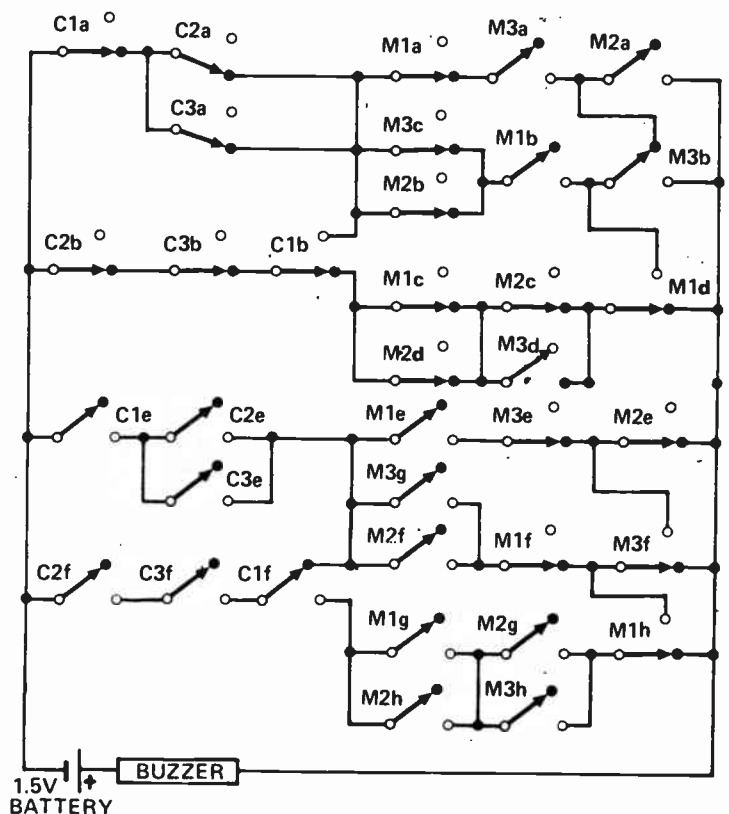 C1a C2a M1a M3a M2a
C3a M3c M1b M3b
M2b
C2b C3b C1b M1c M2c M1d
M2d M3d
C1e C2e M1e M3e M2e
C3e M3g
C2f C3f C1f M2f M1f M3f
M1g M2g M1h
M2h M3h
1.5V + BUZZER
BATTERY